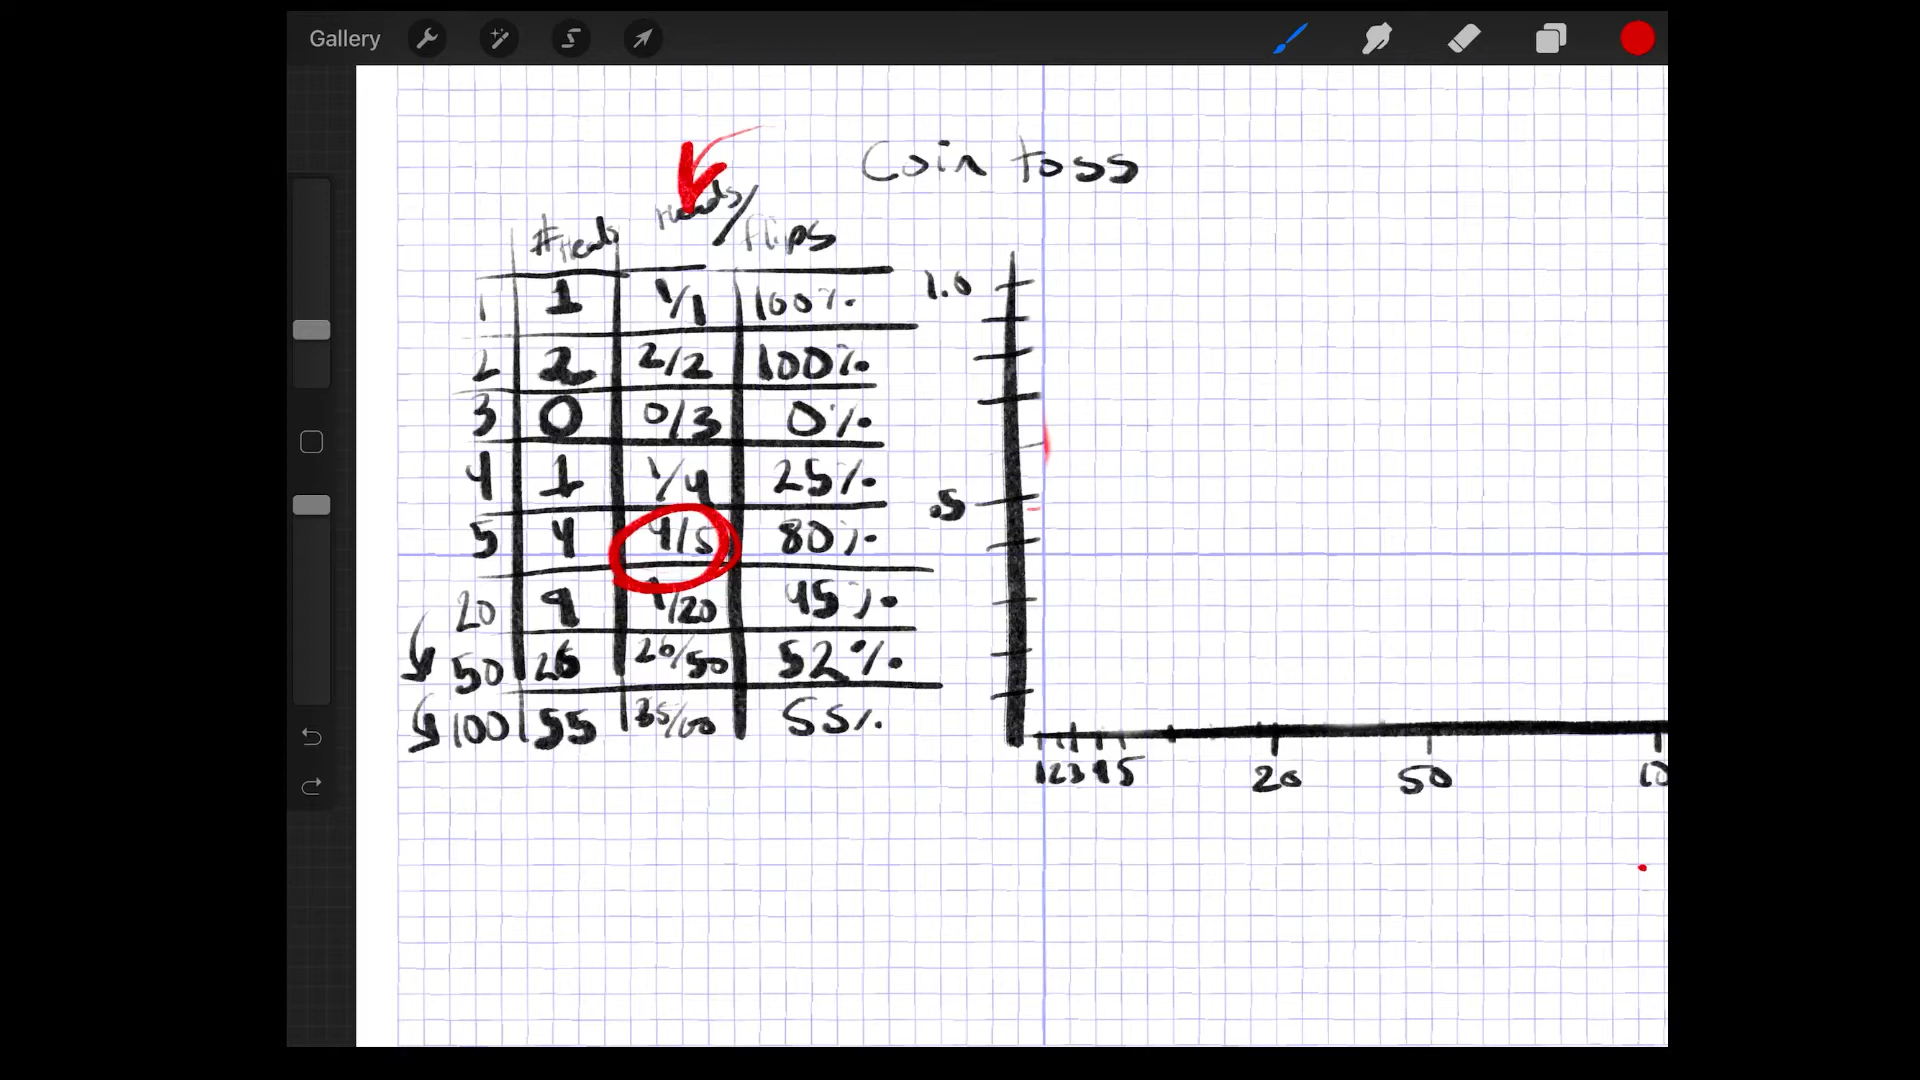 Gallery
Coin toss
#Heads Heads/flips
1 1 1/1 100%
2 2 2/2 100%
3 0 0/3 0%
4 1 1/4 25%
5 4 4/5 80%
20 9 9/20 45%
50 26 26/50 52%
100 55 55/100 55%
1.0
.5
1 2 3 4 5 20 50 10